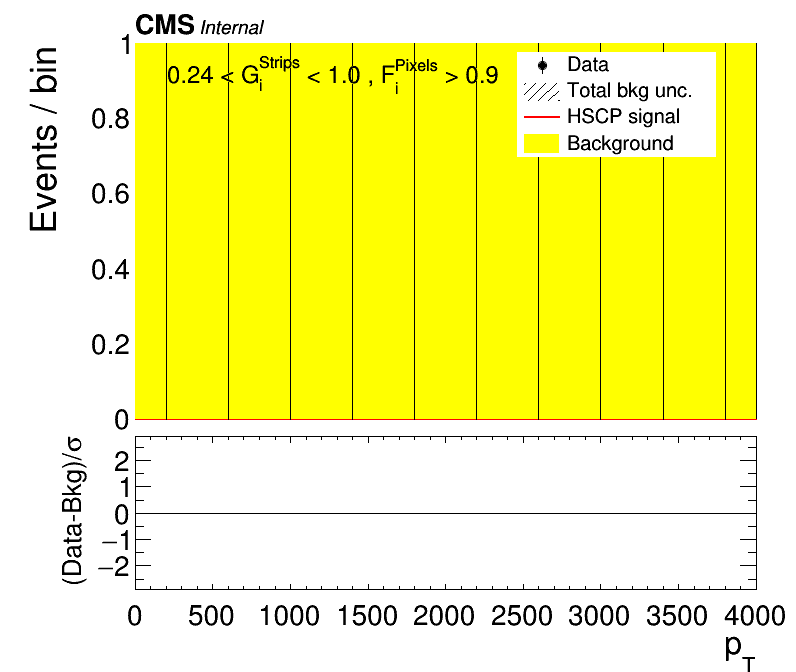 CMS Internal
Events / bin
1
0.8
0.6
0.4
0.2
0
0.24 < G_i^Strips < 1.0 , F_i^Pixels > 0.9
Data
Total bkg unc.
HSCP signal
Background
(Data-Bkg)/σ
2
1
0
−1
−2
0 500 1000 1500 2000 2500 3000 3500 4000
p_T